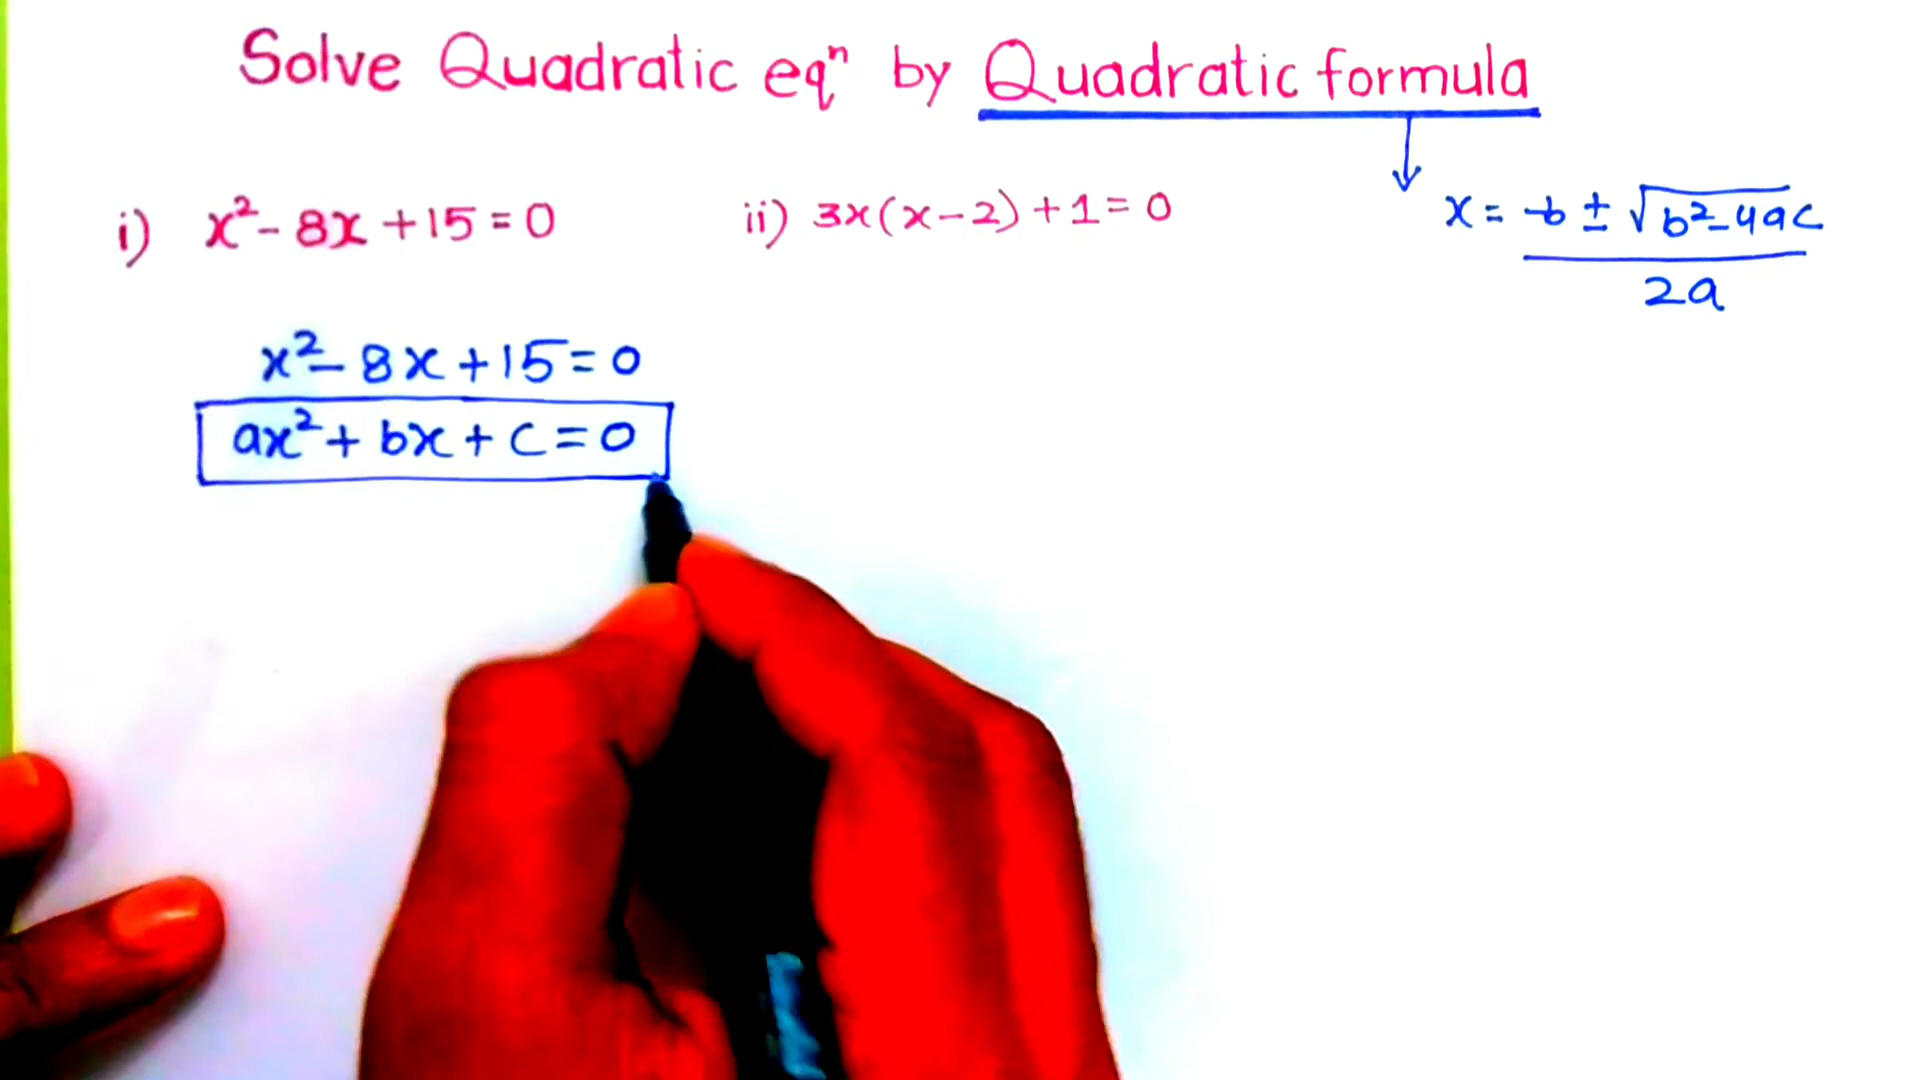 Solve Quadratic eqⁿ by Quadratic formula
i) x² - 8x + 15 = 0
ii) 3x(x - 2) + 1 = 0
x = -b ± √b² - 4ac
2a
x² - 8x + 15 = 0
ax² + bx + c = 0